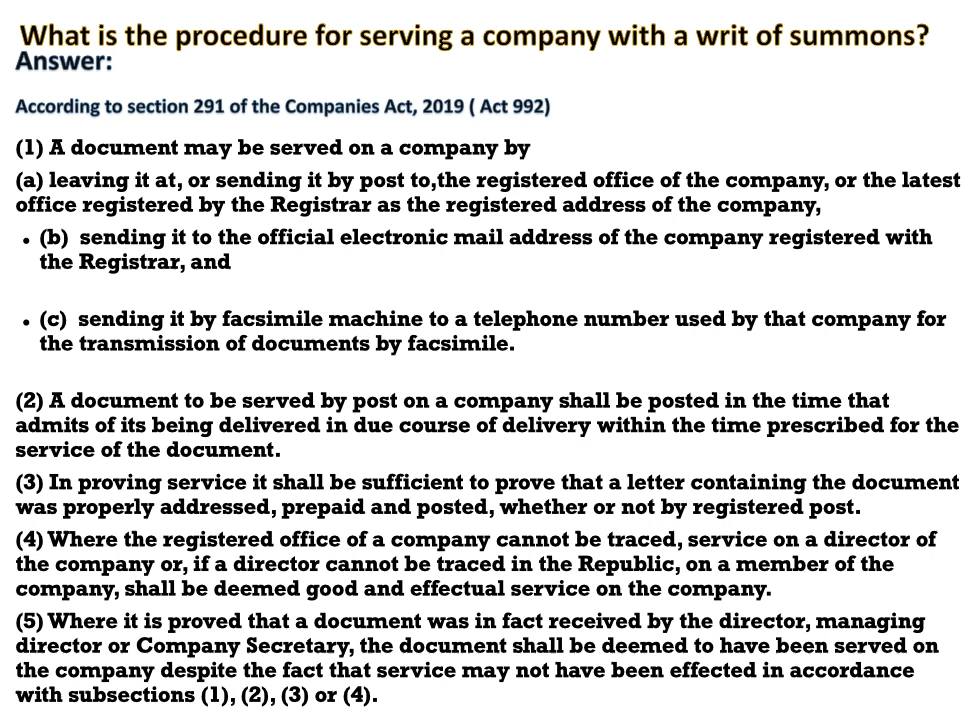 What is the procedure for serving a company with a writ of summons?
Answer:
According to section 291 of the Companies Act, 2019 ( Act 992)
(1) A document may be served on a company by
(a) leaving it at, or sending it by post to,the registered office of the company, or the latest
office registered by the Registrar as the registered address of the company,
• (b)  sending it to the official electronic mail address of the company registered with
the Registrar, and
• (c)  sending it by facsimile machine to a telephone number used by that company for
the transmission of documents by facsimile.
(2) A document to be served by post on a company shall be posted in the time that
admits of its being delivered in due course of delivery within the time prescribed for the
service of the document.
(3) In proving service it shall be sufficient to prove that a letter containing the document
was properly addressed, prepaid and posted, whether or not by registered post.
(4) Where the registered office of a company cannot be traced, service on a director of
the company or, if a director cannot be traced in the Republic, on a member of the
company, shall be deemed good and effectual service on the company.
(5) Where it is proved that a document was in fact received by the director, managing
director or Company Secretary, the document shall be deemed to have been served on
the company despite the fact that service may not have been effected in accordance
with subsections (1), (2), (3) or (4).